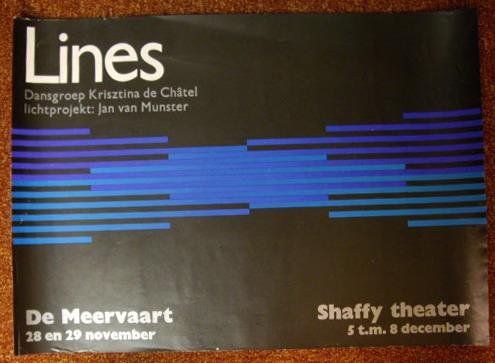 Lines
Dansgroep Krisztina de Châtel
lichtprojekt: Jan van Munster
De Meervaart
28 en 29 november
Shaffy theater
5 t.m. 8 december